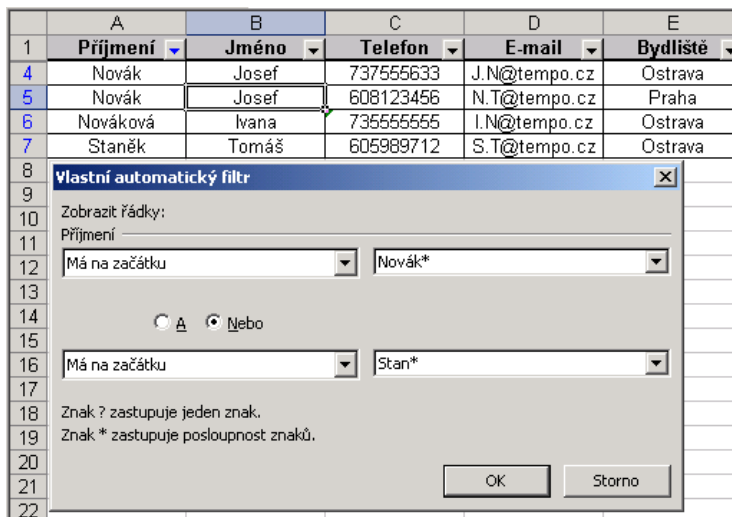 A B C D E
1 Příjmení Jméno Telefon E-mail Bydliště
4 Novák Josef 737555633 J.N@tempo.cz Ostrava
5 Novák Josef 608123456 N.T@tempo.cz Praha
6 Nováková Ivana 735555555 I.N@tempo.cz Ostrava
7 Staněk Tomáš 605989712 S.T@tempo.cz Ostrava
8
Vlastní automatický filtr
9
10 Zobrazit řádky:
11 Příjmení
12 Má na začátku Novák*
13
14 A Nebo
15
16 Má na začátku Stan*
17
18 Znak ? zastupuje jeden znak.
19 Znak * zastupuje posloupnost znaků.
20
21 OK Storno
22